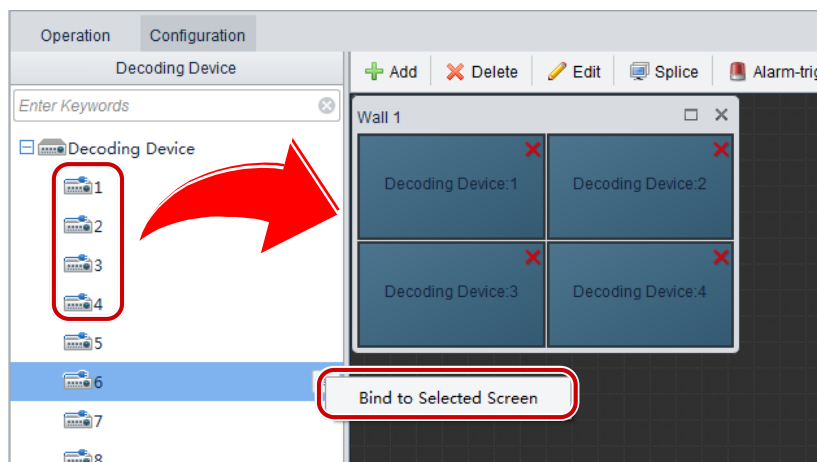 Operation Configuration
Decoding Device
Add Delete Edit Splice Alarm-trig
Enter Keywords
Wall 1
Decoding Device
1
2
3
4
5
6
7
8
Decoding Device:1 Decoding Device:2
Decoding Device:3 Decoding Device:4
Bind to Selected Screen